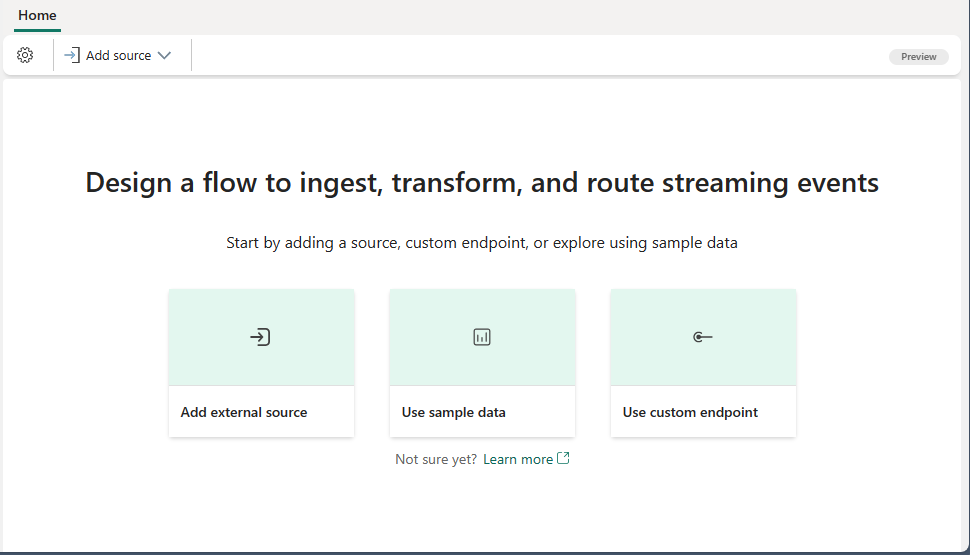 Home
Add source
Preview
Design a flow to ingest, transform, and route streaming events
Start by adding a source, custom endpoint, or explore using sample data
Add external source
Use sample data
Use custom endpoint
Not sure yet? Learn more